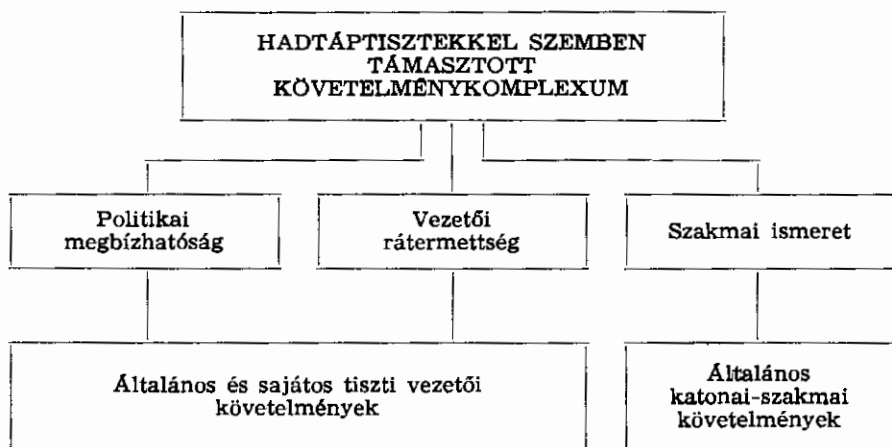 HADTÁPTISZTEKKEL SZEMBEN
TÁMASZTOTT
KÖVETELMÉNYKOMPLEXUM
Politikai
megbízhatóság
Vezetői
rátermettség
Szakmai ismeret
Általános és sajátos tiszti vezetői
követelmények
Általános
katonai-szakmai
követelmények